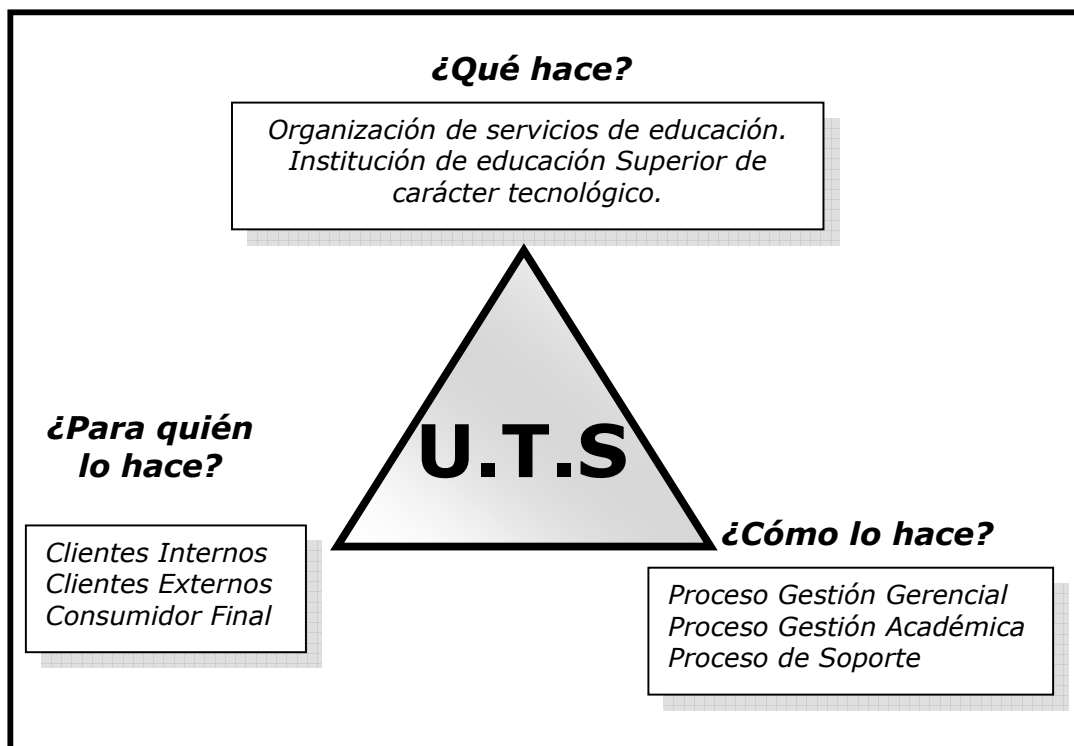 ¿Qué hace?
Organización de servicios de educación.
Institución de educación Superior de
carácter tecnológico.
U.T.S
¿Para quién
lo hace?
Clientes Internos
Clientes Externos
Consumidor Final
¿Cómo lo hace?
Proceso Gestión Gerencial
Proceso Gestión Académica
Proceso de Soporte